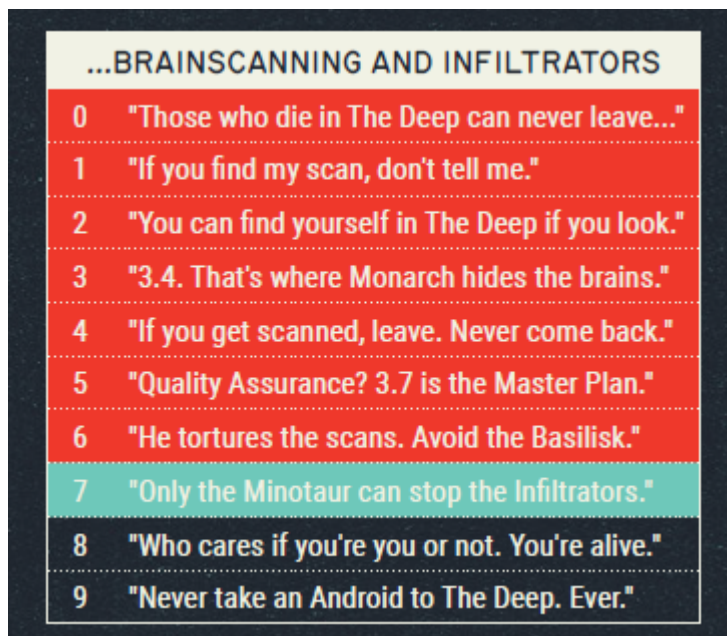 ...BRAINSCANNING AND INFILTRATORS
0 "Those who die in The Deep can never leave..."
1 "If you find my scan, don't tell me."
2 "You can find yourself in The Deep if you look."
3 "3.4. That's where Monarch hides the brains."
4 "If you get scanned, leave. Never come back."
5 "Quality Assurance? 3.7 is the Master Plan."
6 "He tortures the scans. Avoid the Basilisk."
7 "Only the Minotaur can stop the Infiltrators."
8 "Who cares if you're you or not. You're alive."
9 "Never take an Android to The Deep. Ever."